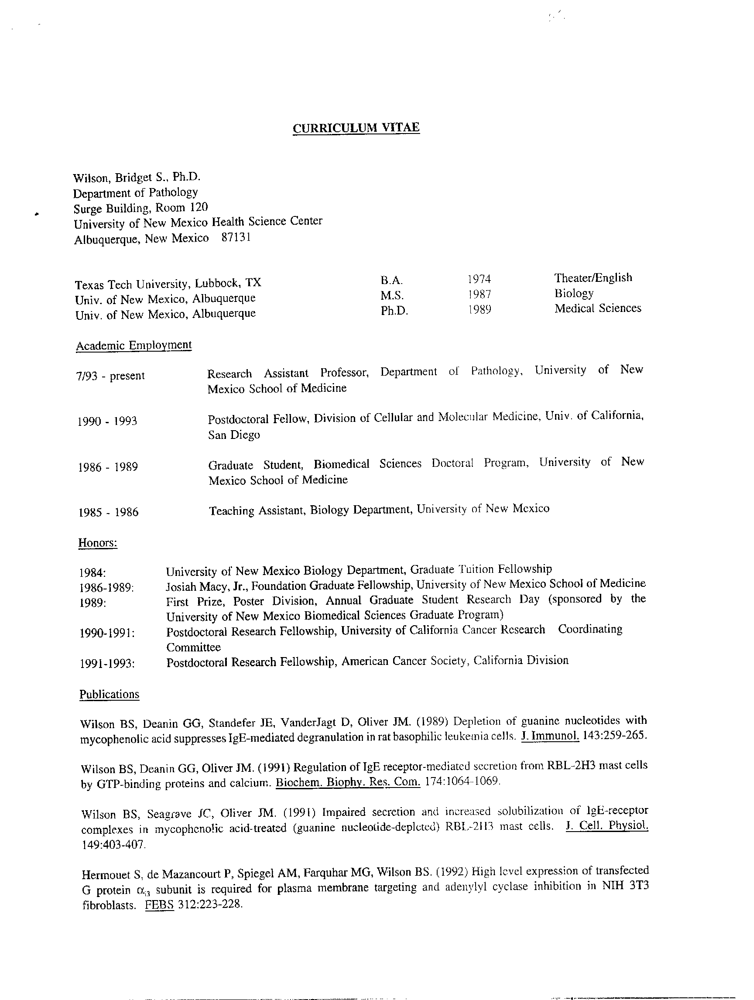 CURRICULUM VITAE
Wilson, Bridget S., Ph.D.
Department of Pathology
Surge Building, Room 120
University of New Mexico Health Science Center
Albuquerque, New Mexico 87131
Texas Tech University, Lubbock, TX B.A. 1974 Theater/English
Univ. of New Mexico, Albuquerque M.S. 1987 Biology
Univ. of New Mexico, Albuquerque Ph.D. 1989 Medical Sciences
Academic Employment
7/93 - present Research Assistant Professor, Department of Pathology, University of New
Mexico School of Medicine
1990 - 1993 Postdoctoral Fellow, Division of Cellular and Molecular Medicine, Univ. of California,
San Diego
1986 - 1989 Graduate Student, Biomedical Sciences Doctoral Program, University of New
Mexico School of Medicine
1985 - 1986 Teaching Assistant, Biology Department, University of New Mexico
Honors:
1984: University of New Mexico Biology Department, Graduate Tuition Fellowship
1986-1989: Josiah Macy, Jr., Foundation Graduate Fellowship, University of New Mexico School of Medicine
1989: First Prize, Poster Division, Annual Graduate Student Research Day (sponsored by the
University of New Mexico Biomedical Sciences Graduate Program)
1990-1991: Postdoctoral Research Fellowship, University of California Cancer Research Coordinating
Committee
1991-1993: Postdoctoral Research Fellowship, American Cancer Society, California Division
Publications
Wilson BS, Deanin GG, Standefer JE, VanderJagt D, Oliver JM. (1989) Depletion of guanine nucleotides with
mycophenolic acid suppresses IgE-mediated degranulation in rat basophilic leukemia cells. J. Immunol. 143:259-265.
Wilson BS, Deanin GG, Oliver JM. (1991) Regulation of IgE receptor-mediated secretion from RBL-2H3 mast cells
by GTP-binding proteins and calcium. Biochem. Biophy. Res. Com. 174:1064-1069.
Wilson BS, Seagrave JC, Oliver JM. (1991) Impaired secretion and increased solubilization of IgE-receptor
complexes in mycophenolic acid-treated (guanine nucleotide-depleted) RBL-2H3 mast cells. J. Cell. Physiol.
149:403-407.
Hermouet S, de Mazancourt P, Spiegel AM, Farquhar MG, Wilson BS. (1992) High level expression of transfected
G protein αi3 subunit is required for plasma membrane targeting and adenylyl cyclase inhibition in NIH 3T3
fibroblasts. FEBS 312:223-228.